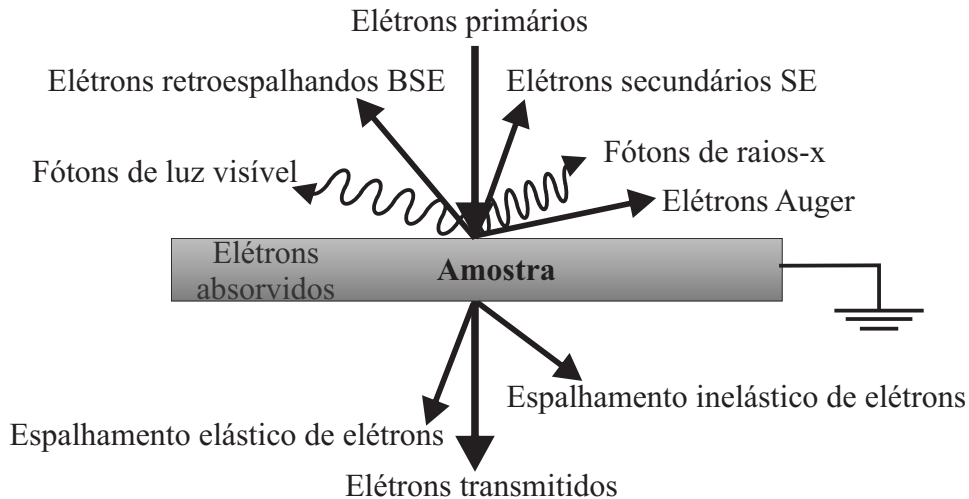 Elétrons primários
Elétrons retroespalhandos BSE
Elétrons secundários SE
Fótons de luz visível
Fótons de raios-x
Elétrons Auger
Elétrons
absorvidos
Amostra
Espalhamento inelástico de elétrons
Espalhamento elástico de elétrons
Elétrons transmitidos